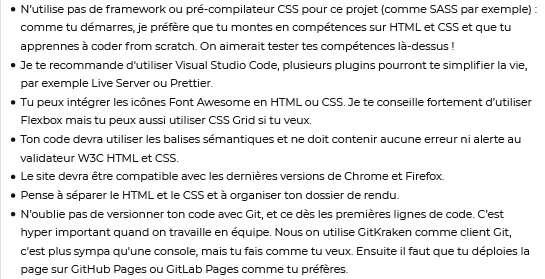 • N'utilise pas de framework ou pré-compilateur CSS pour ce projet (comme SASS par exemple) :
comme tu démarres, je préfère que tu montes en compétences sur HTML et CSS et que tu
apprennes à coder from scratch. On aimerait tester tes compétences là-dessus !
• Je te recommande d'utiliser Visual Studio Code, plusieurs plugins pourront te simplifier la vie,
par exemple Live Server ou Prettier.
• Tu peux intégrer les icônes Font Awesome en HTML ou CSS. Je te conseille fortement d'utiliser
Flexbox mais tu peux aussi utiliser CSS Grid si tu veux.
• Ton code devra utiliser les balises sémantiques et ne doit contenir aucune erreur ni alerte au
validateur W3C HTML et CSS.
• Le site devra être compatible avec les dernières versions de Chrome et Firefox.
• Pense à séparer le HTML et le CSS et à organiser ton dossier de rendu.
• N'oublie pas de versionner ton code avec Git, et ce dès les premières lignes de code. C'est
hyper important quand on travaille en équipe. Nous on utilise GitKraken comme client Git,
c'est plus sympa qu'une console, mais tu fais comme tu veux. Ensuite il faut que tu déploies la
page sur GitHub Pages ou GitLab Pages comme tu préfères.